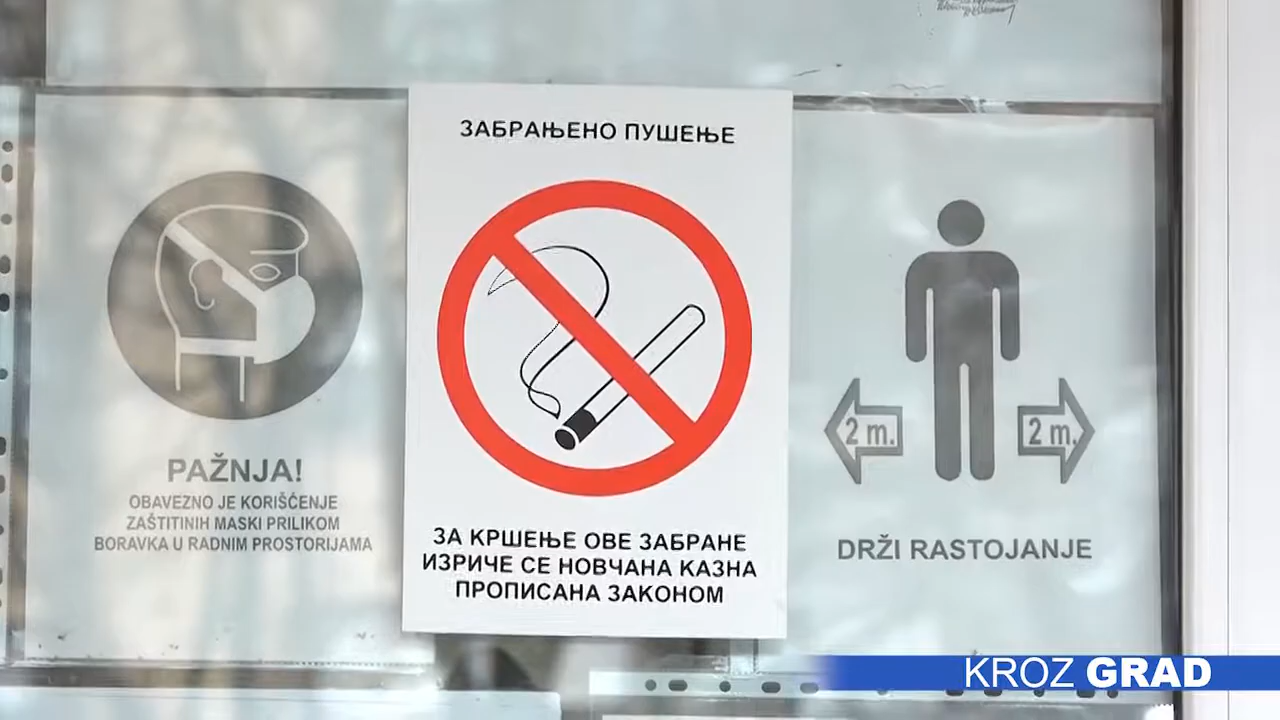 PAŽNJA!
OBAVEZNO JE KORIŠĆENJE
ZAŠTITINIH MASKI PRILIKOM
BORAVKA U RADNIM PROSTORIJAMA
ЗАБРАЊЕНО ПУШЕЊЕ
ЗА КРШЕЊЕ ОВЕ ЗАБРАНЕ
ИЗРИЧЕ СЕ НОВЧАНА КАЗНА
ПРОПИСАНА ЗАКОНОМ
2 m.
2 m.
DRŽI RASTOJANJE
KROZ GRAD